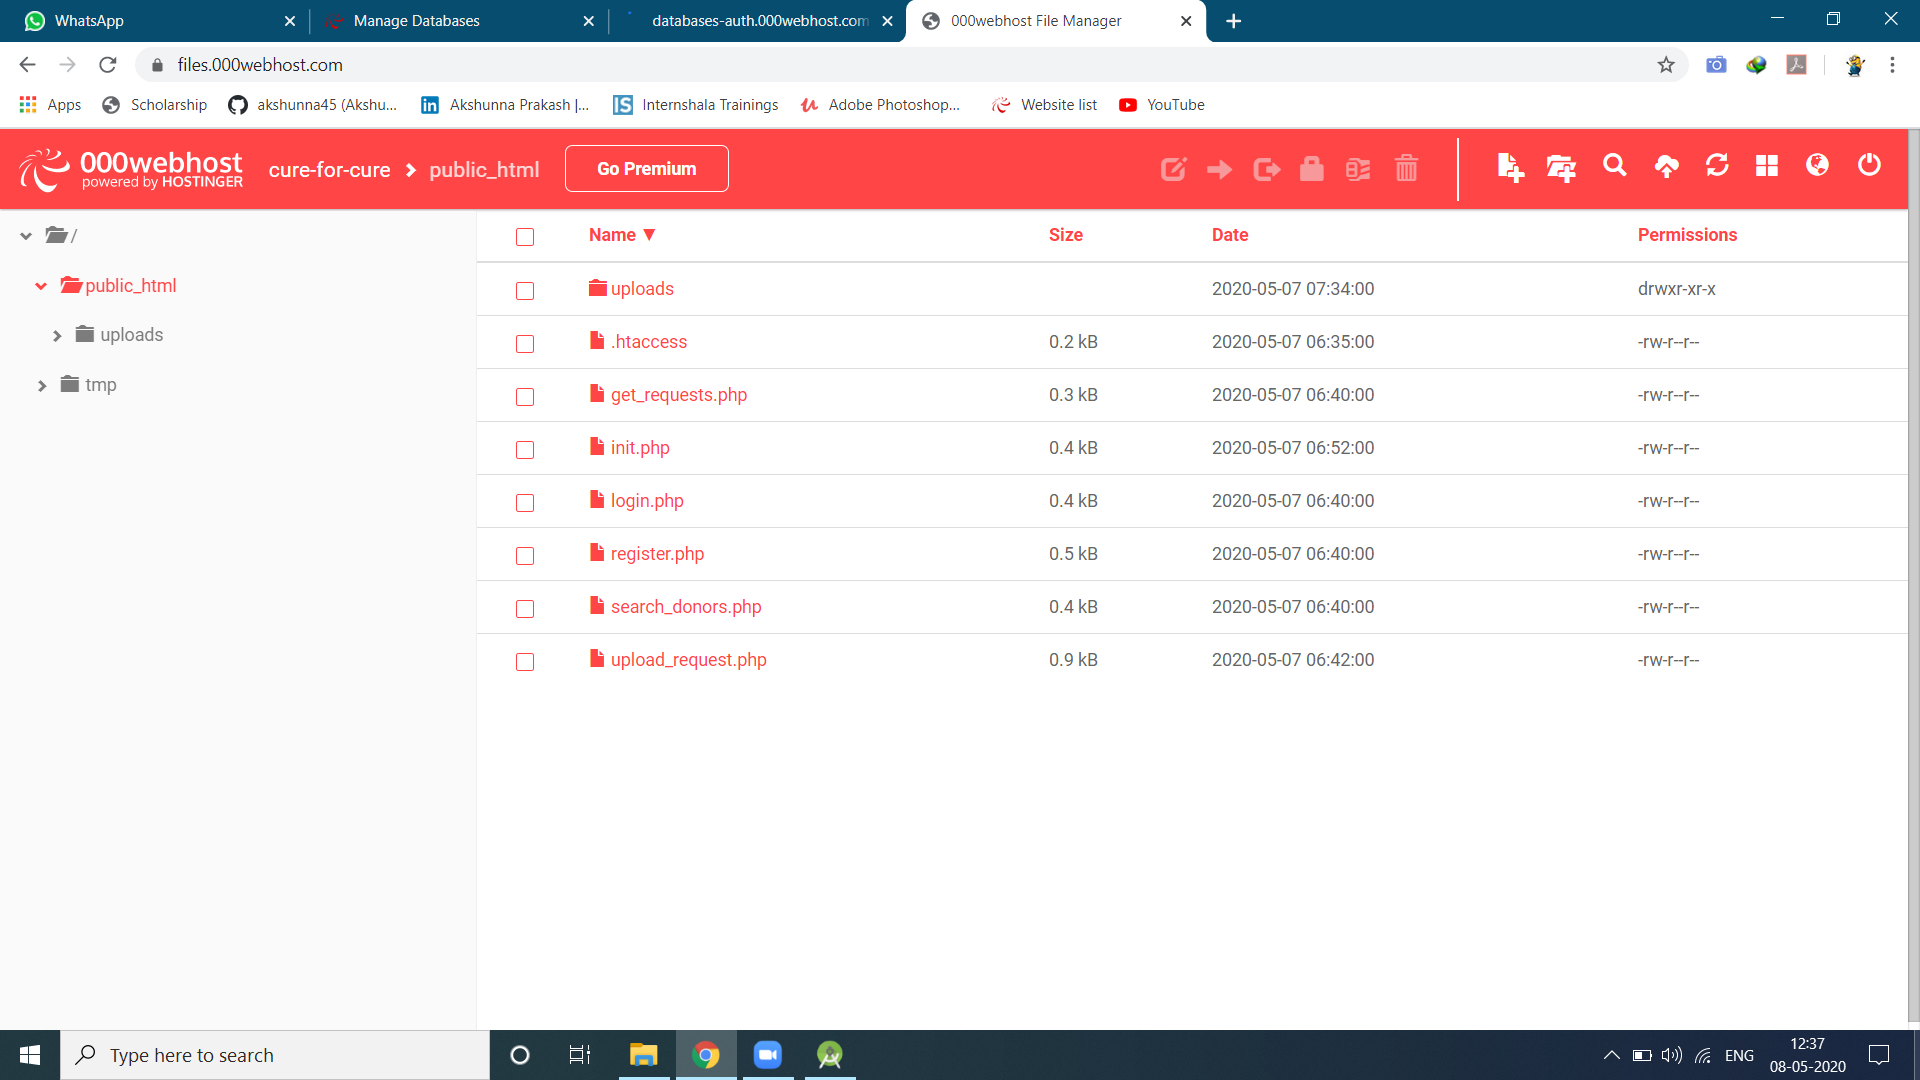 WhatsApp
Manage Databases
databases-auth.000webhost.com
000webhost File Manager
files.000webhost.com
Apps
Scholarship
akshunna45 (Akshu...
Akshunna Prakash |...
IS
Internshala Trainings
Adobe Photoshop...
Website list
YouTube
000webhost
powered by HOSTINGER
cure-for-cure
public_html
Go Premium
/
public_html
uploads
tmp
Name ▼ Size Date Permissions
uploads 2020-05-07 07:34:00 drwxr-xr-x
.htaccess 0.2 kB 2020-05-07 06:35:00 -rw-r--r--
get_requests.php 0.3 kB 2020-05-07 06:40:00 -rw-r--r--
init.php 0.4 kB 2020-05-07 06:52:00 -rw-r--r--
login.php 0.4 kB 2020-05-07 06:40:00 -rw-r--r--
register.php 0.5 kB 2020-05-07 06:40:00 -rw-r--r--
search_donors.php 0.4 kB 2020-05-07 06:40:00 -rw-r--r--
upload_request.php 0.9 kB 2020-05-07 06:42:00 -rw-r--r--
Type here to search
ENG
12:37
08-05-2020